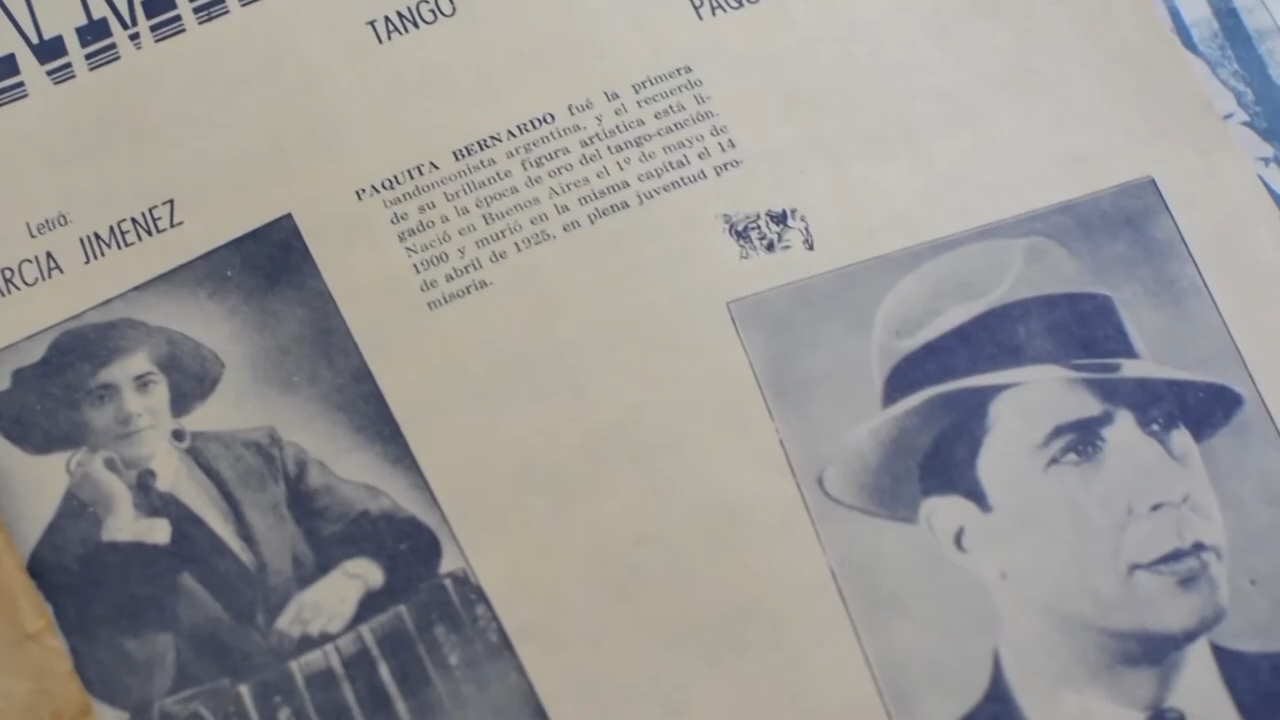 TANGO
PAQ
PAQUITA BERNARDO fué la primera
bandoneonista argentina, y el recuerdo
de su brillante figura artística está li-
gado a la época de oro del tango-canción.
Nació en Buenos Aires el 1º de mayo de
1900 y murió en la misma capital el 14
de abril de 1925, en plena juventud pro-
misoria.
Letra:
RCIA JIMENEZ